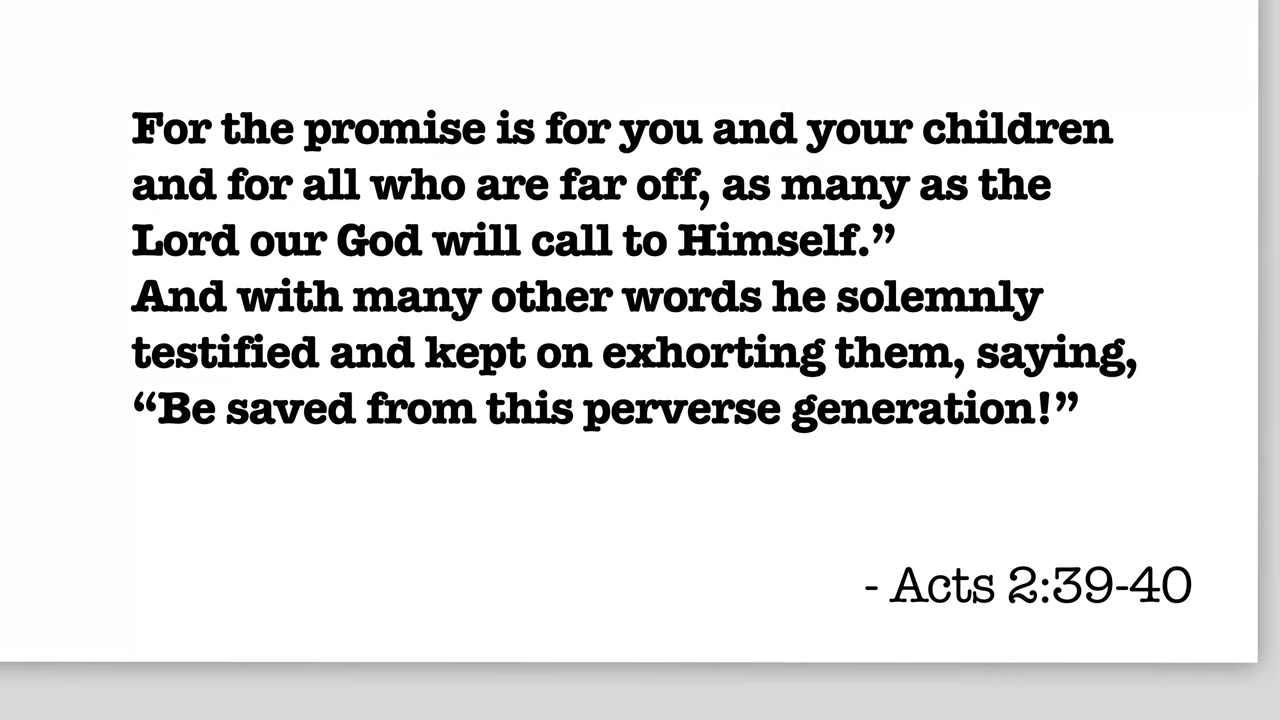 For the promise is for you and your children
and for all who are far off, as many as the
Lord our God will call to Himself.”
And with many other words he solemnly
testified and kept on exhorting them, saying,
“Be saved from this perverse generation!”
- Acts 2:39-40